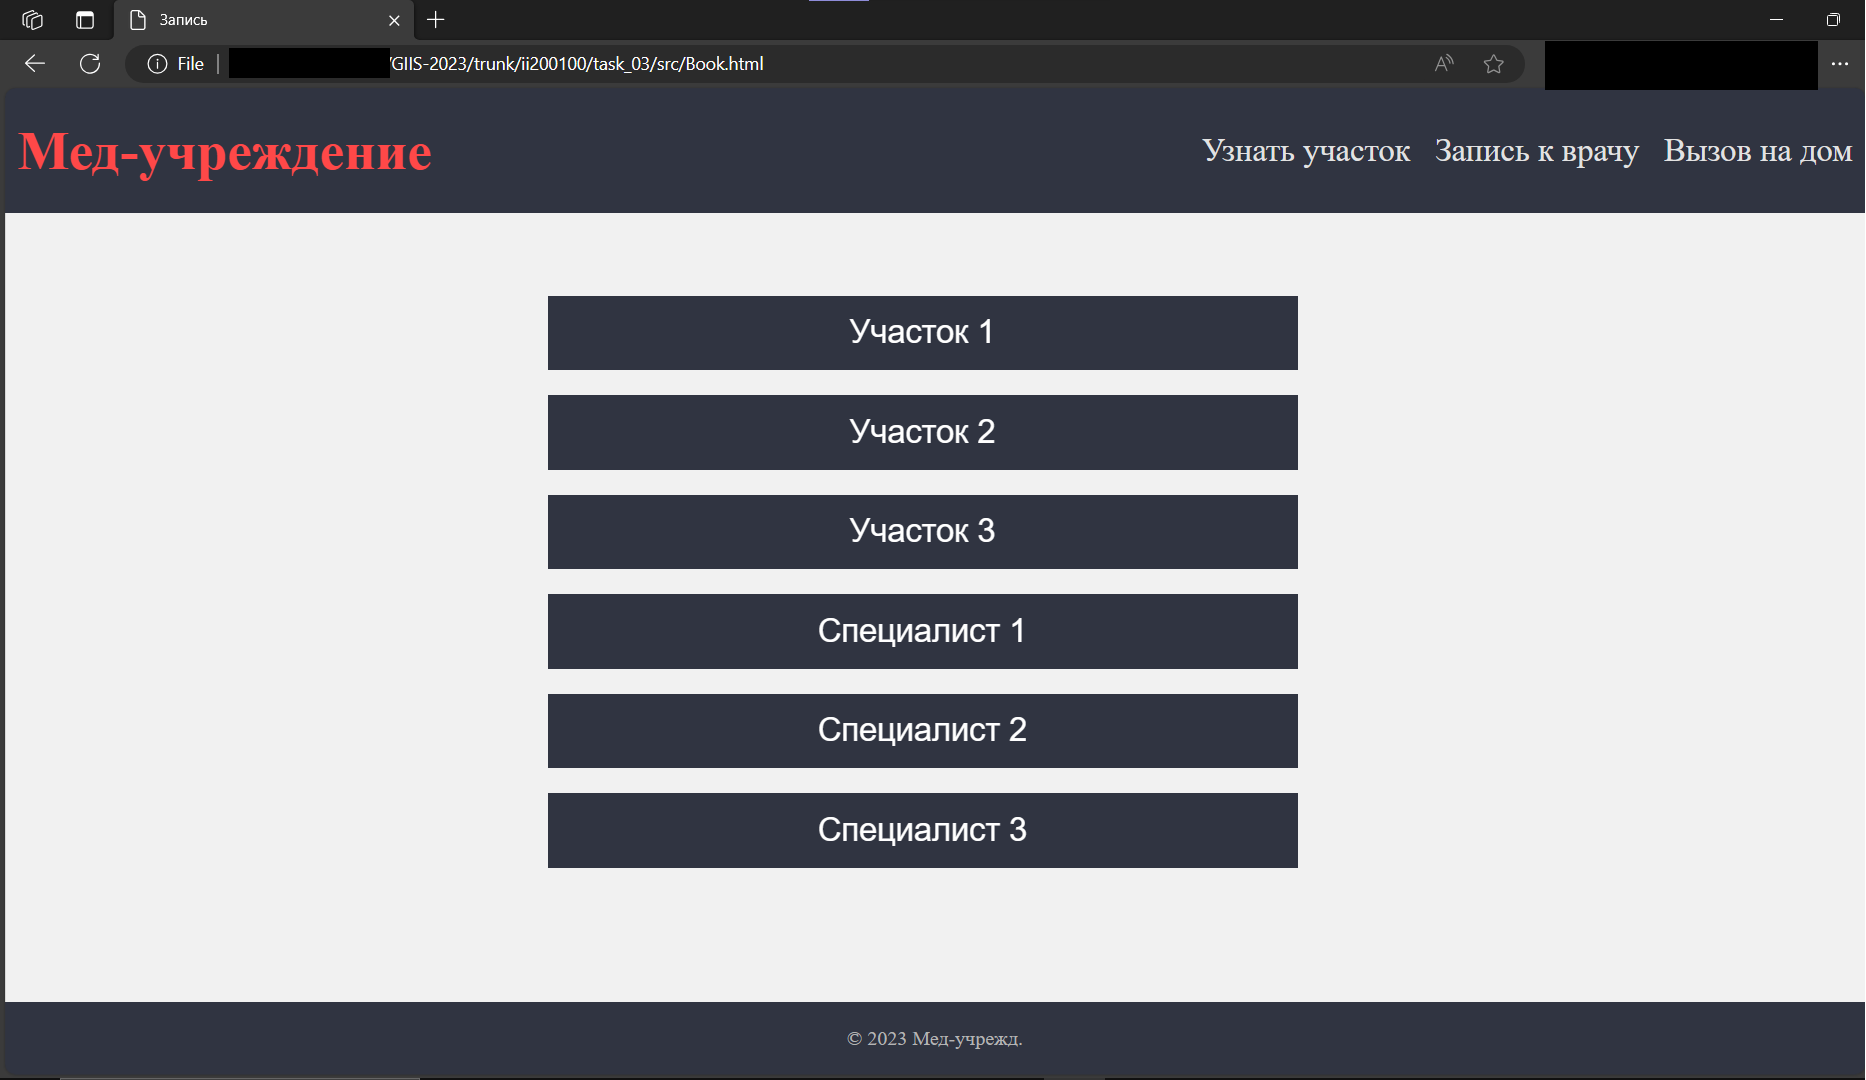 Запись
File | /GIIS-2023/trunk/ii200100/task_03/src/Book.html
Мед-учреждение
Узнать участок Запись к врачу Вызов на дом
Участок 1
Участок 2
Участок 3
Специалист 1
Специалист 2
Специалист 3
© 2023 Мед-учрежд.